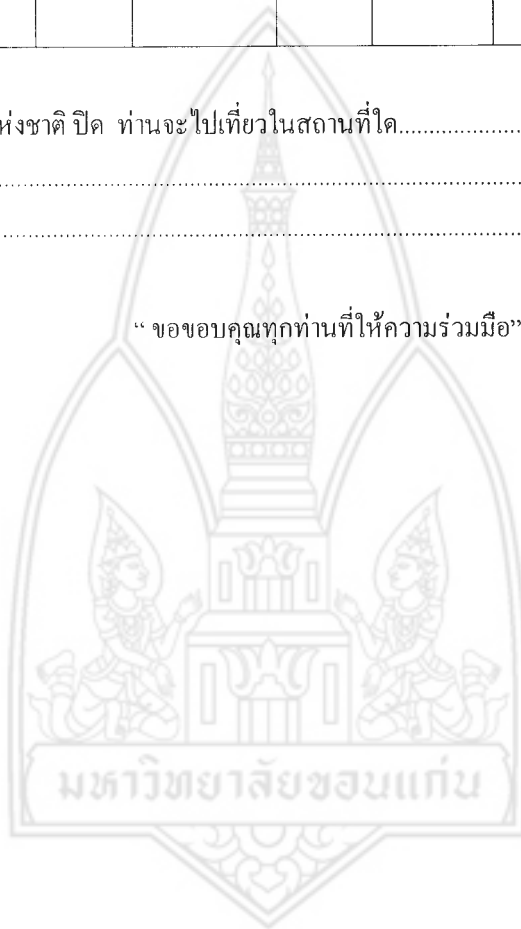 ห่งชาติ ปิด ท่านจะไปเที่ยวในสถานที่ใด....................
................................................................................
................................................................................
“ ขอขอบคุณทุกท่านที่ให้ความร่วมมือ”
มหาวิทยาลัยขอนแก่น